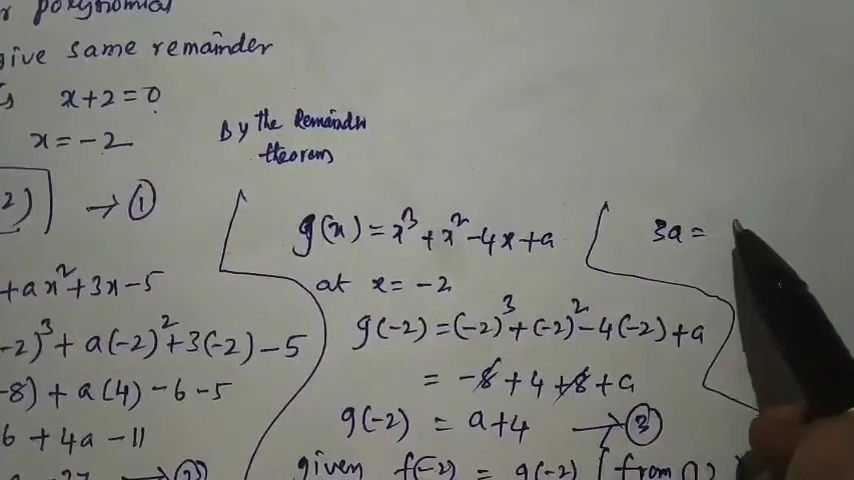 polynomial
give same remainder
x+2=0
x=-2
By the Remainder
theorem
2) → ①
g(x)=x³+x²-4x+a
3a=
+ax²+3x-5
at x=-2
-2)³+a(-2)²+3(-2)-5
g(-2)=(-2)³+(-2)²-4(-2)+a
-8)+a(4)-6-5
=-8+4+8+a
6+4a-11
g(-2)=a+4 → ③
given f(-2)=g(-2) [from